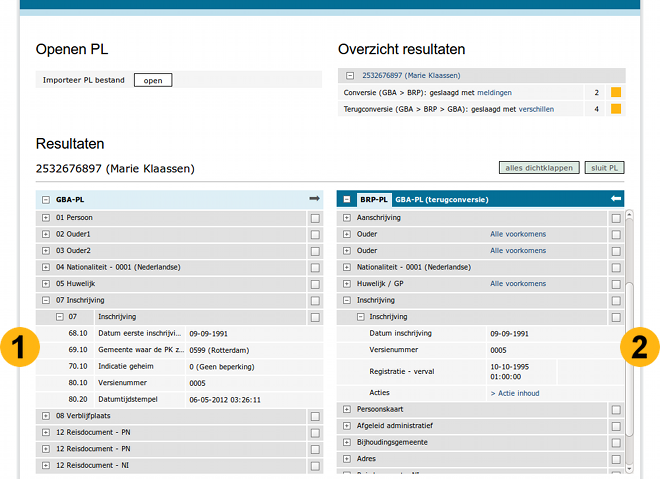 Openen PL
Importeer PL bestand open
Overzicht resultaten
2532676897 (Marie Klaassen)
Conversie (GBA > BRP): geslaagd met meldingen 2
Terugconversie (GBA > BRP > GBA): geslaagd met verschillen 4
Resultaten
2532676897 (Marie Klaassen)
alles dichtklappen sluit PL
GBA-PL
01 Persoon
02 Ouder1
03 Ouder2
04 Nationaliteit - 0001 (Nederlandse)
05 Huwelijk
07 Inschrijving
07 Inschrijving
68.10 Datum eerste inschrijvi... 09-09-1991
69.10 Gemeente waar de PK z... 0599 (Rotterdam)
70.10 Indicatie geheim 0 (Geen beperking)
80.10 Versienummer 0005
80.20 Datumtijdstempel 06-05-2012 03:26:11
08 Verblijfplaats
12 Reisdocument - PN
12 Reisdocument - PN
12 Reisdocument - NI
1
BRP-PL GBA-PL (terugconversie)
Aanschrijving
Ouder Alle voorkomens
Ouder Alle voorkomens
Nationaliteit - 0001 (Nederlandse)
Huwelijk / GP Alle voorkomens
Inschrijving
Inschrijving
Datum inschrijving 09-09-1991
Versienummer 0005
Registratie - verval 10-10-1995
01:00:00
Acties > Actie inhoud
Persoonskaart
Afgeleid administratief
Bijhoudingsgemeente
Adres
2